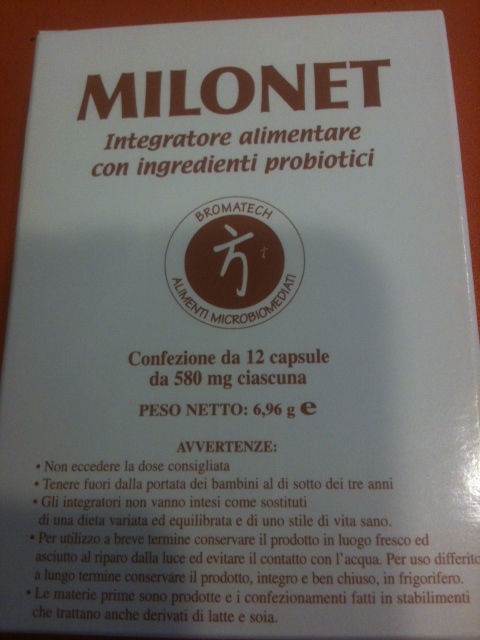 MILONET
Integratore alimentare
con ingredienti probiotici
BROMATECH
方
ALIMENTI MICROBIOMEDIATI
Confezione da 12 capsule
da 580 mg ciascuna
PESO NETTO: 6,96 g e
AVVERTENZE:
• Non eccedere la dose consigliata
• Tenere fuori dalla portata dei bambini al di sotto dei tre anni
• Gli integratori non vanno intesi come sostituti
di una dieta variata ed equilibrata e di uno stile di vita sano.
• Per utilizzo a breve termine conservare il prodotto in luogo fresco ed
asciutto al riparo dalla luce ed evitare il contatto con l'acqua. Per uso differito
a lungo termine conservare il prodotto, integro e ben chiuso, in frigorifero.
• Le materie prime sono prodotte e i confezionamenti fatti in stabilimenti
che trattano anche derivati di latte e soia.